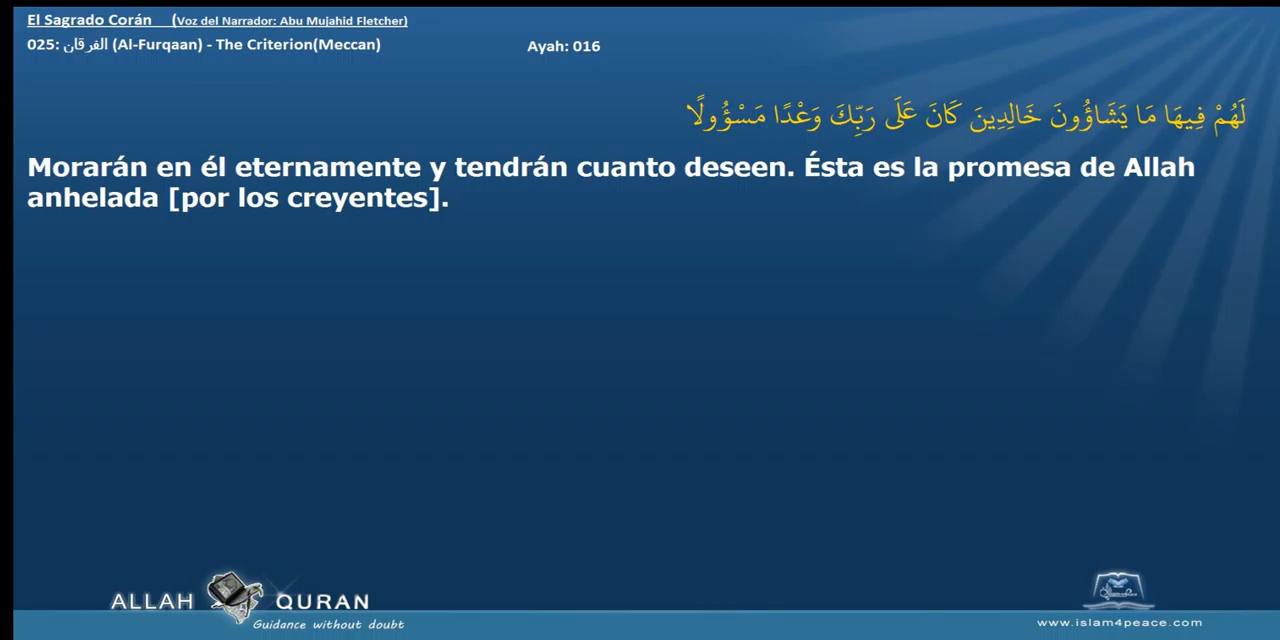 El Sagrado Corán (Voz del Narrador: Abu Mujahid Fletcher)
025: الفرقان (Al-Furqaan) - The Criterion(Meccan) Ayah: 016
لَهُمْ فِيهَا مَا يَشَاؤُونَ خَالِدِينَ كَانَ عَلَى رَبِّكَ وَعْدًا مَسْؤُولًا
Morarán en él eternamente y tendrán cuanto deseen. Ésta es la promesa de Allah
anhelada [por los creyentes].
ALLAH QURAN
Guidance without doubt
www.islam4peace.com